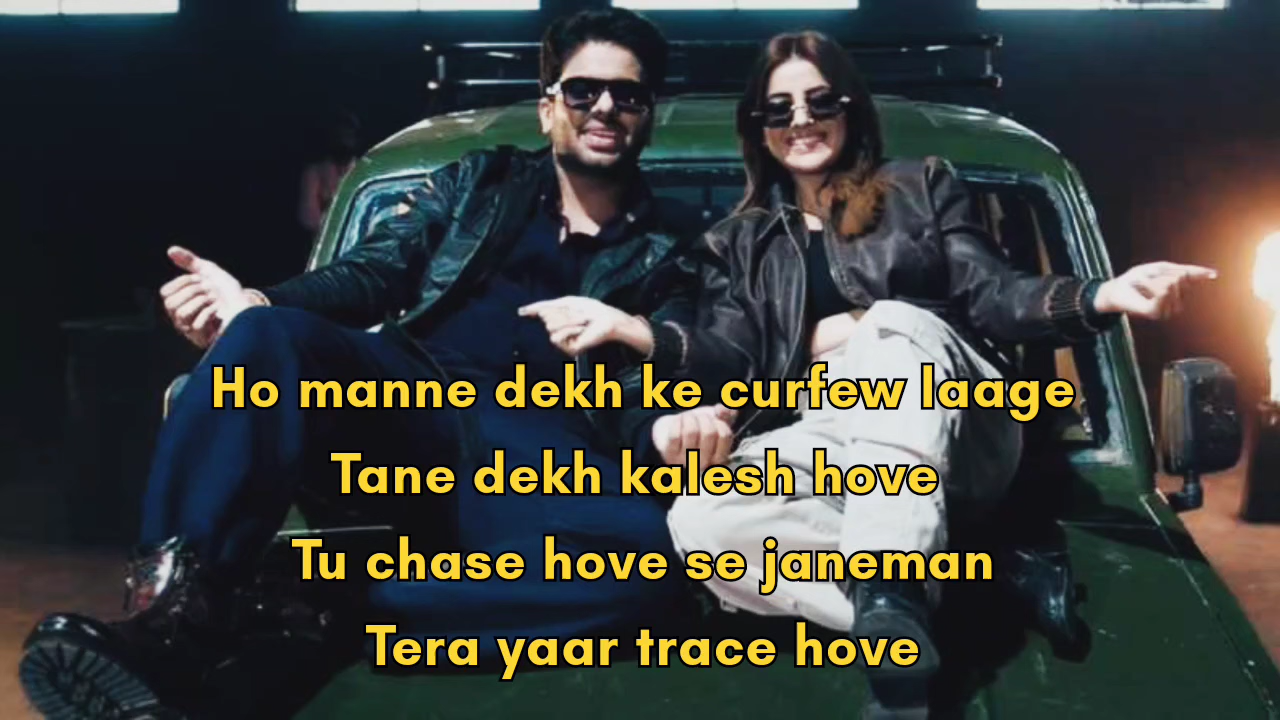 Ho manne dekh ke curfew laage
Tane dekh kalesh hove
Tu chase hove se janeman
Tera yaar trace hove